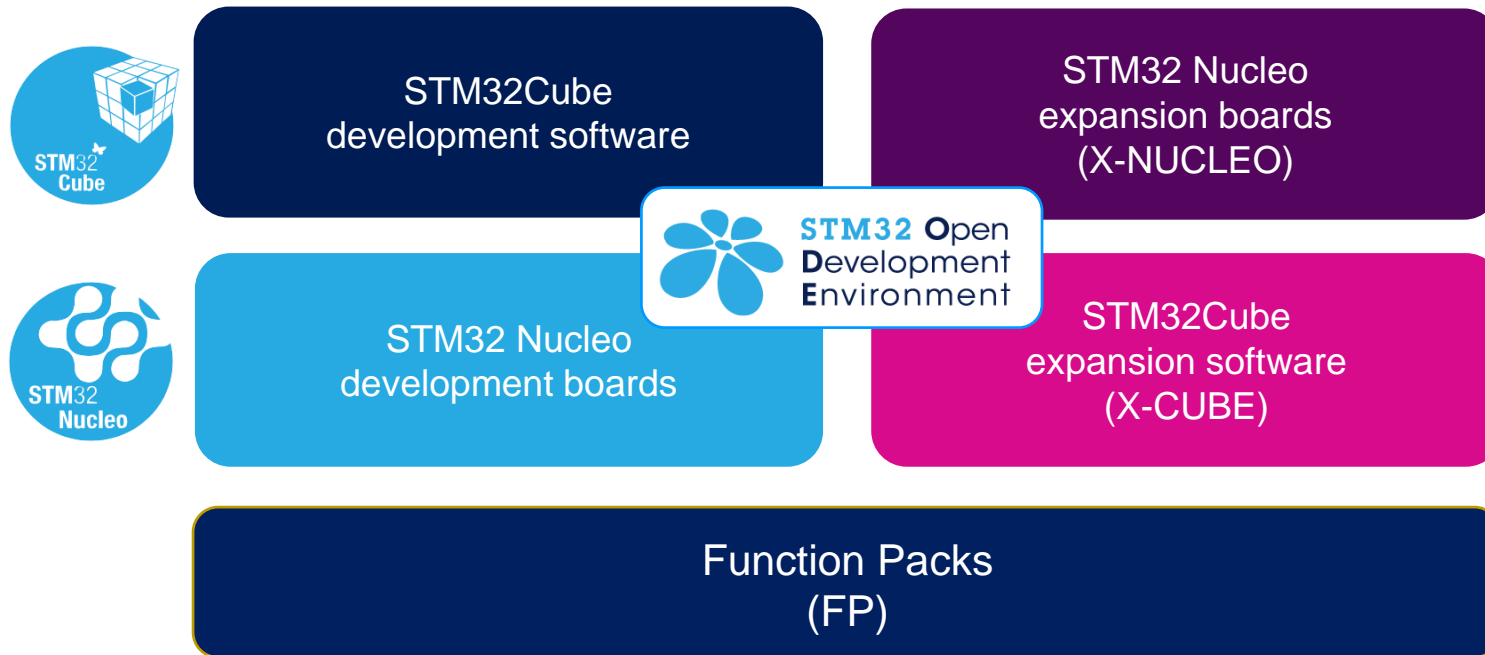 STM32
Cube
STM32Cube
development software
STM32 Nucleo
expansion boards
(X-NUCLEO)
STM32 Open
Development
Environment
STM32
Nucleo
STM32 Nucleo
development boards
STM32Cube
expansion software
(X-CUBE)
Function Packs
(FP)